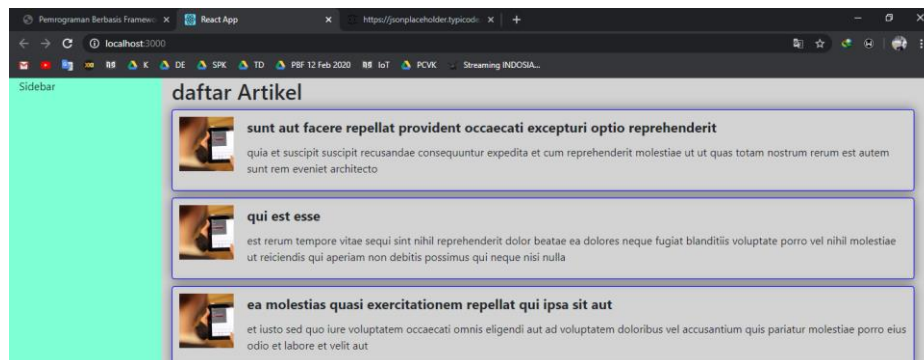 Pemrograman Berbasis Framewo
React App
https://jsonplaceholder.typicode
localhost:3000
K
DE
SPK
TD
PBF 12 Feb 2020
IoT
PCVK
Streaming INDOSIA...
Sidebar
daftar Artikel
sunt aut facere repellat provident occaecati excepturi optio reprehenderit
quia et suscipit suscipit recusandae consequuntur expedita et cum reprehenderit molestiae ut ut quas totam nostrum rerum est autem
sunt rem eveniet architecto
qui est esse
est rerum tempore vitae sequi sint nihil reprehenderit dolor beatae ea dolores neque fugiat blanditiis voluptate porro vel nihil molestiae
ut reiciendis qui aperiam non debitis possimus qui neque nisi nulla
ea molestias quasi exercitationem repellat qui ipsa sit aut
et iusto sed quo iure voluptatem occaecati omnis eligendi aut ad voluptatem doloribus vel accusantium quis pariatur molestiae porro eius
odio et labore et velit aut